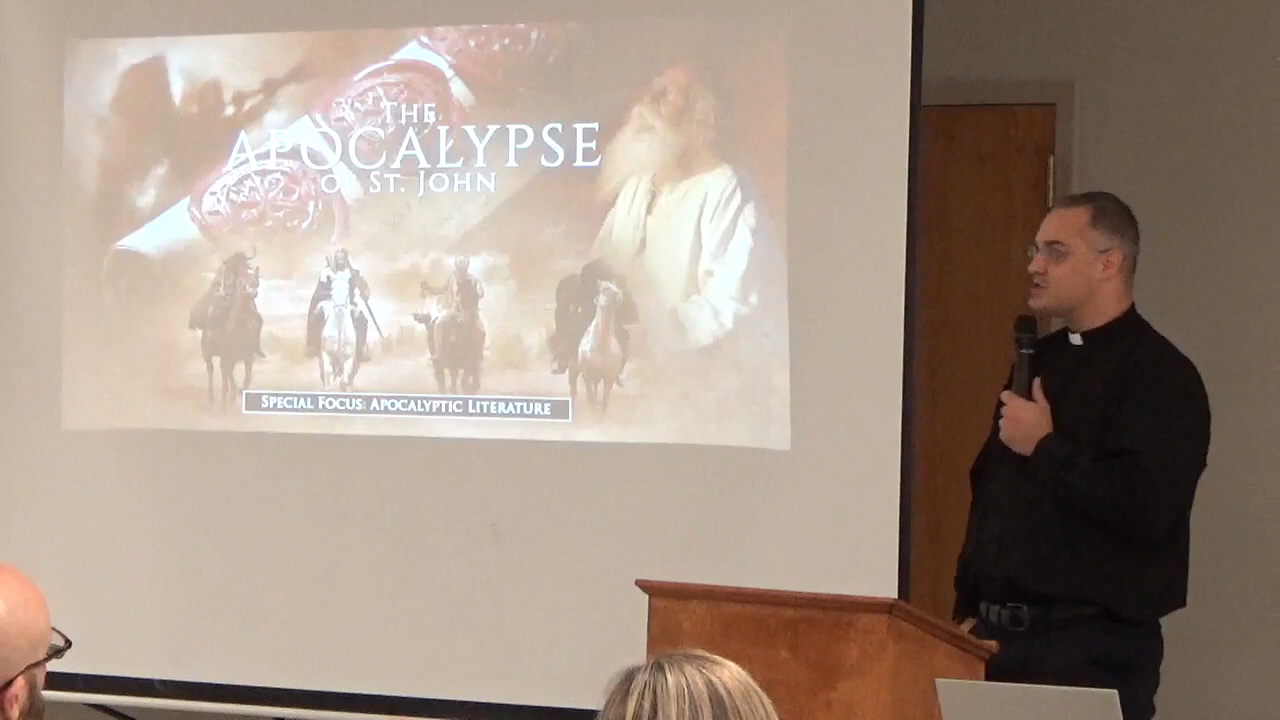 THE
APOCALYPSE
OF ST. JOHN
SPECIAL FOCUS: APOCALYPTIC LITERATURE